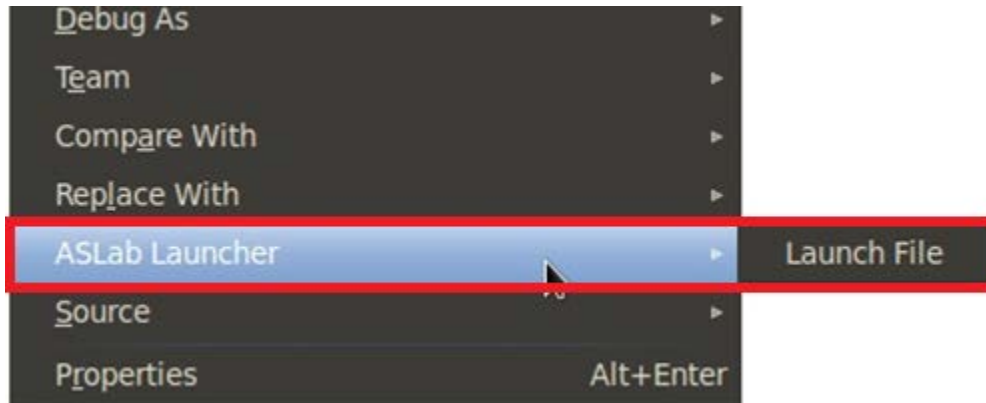 Debug As
Team
Compare With
Replace With
ASLab Launcher
Launch File
Source
Properties Alt+Enter